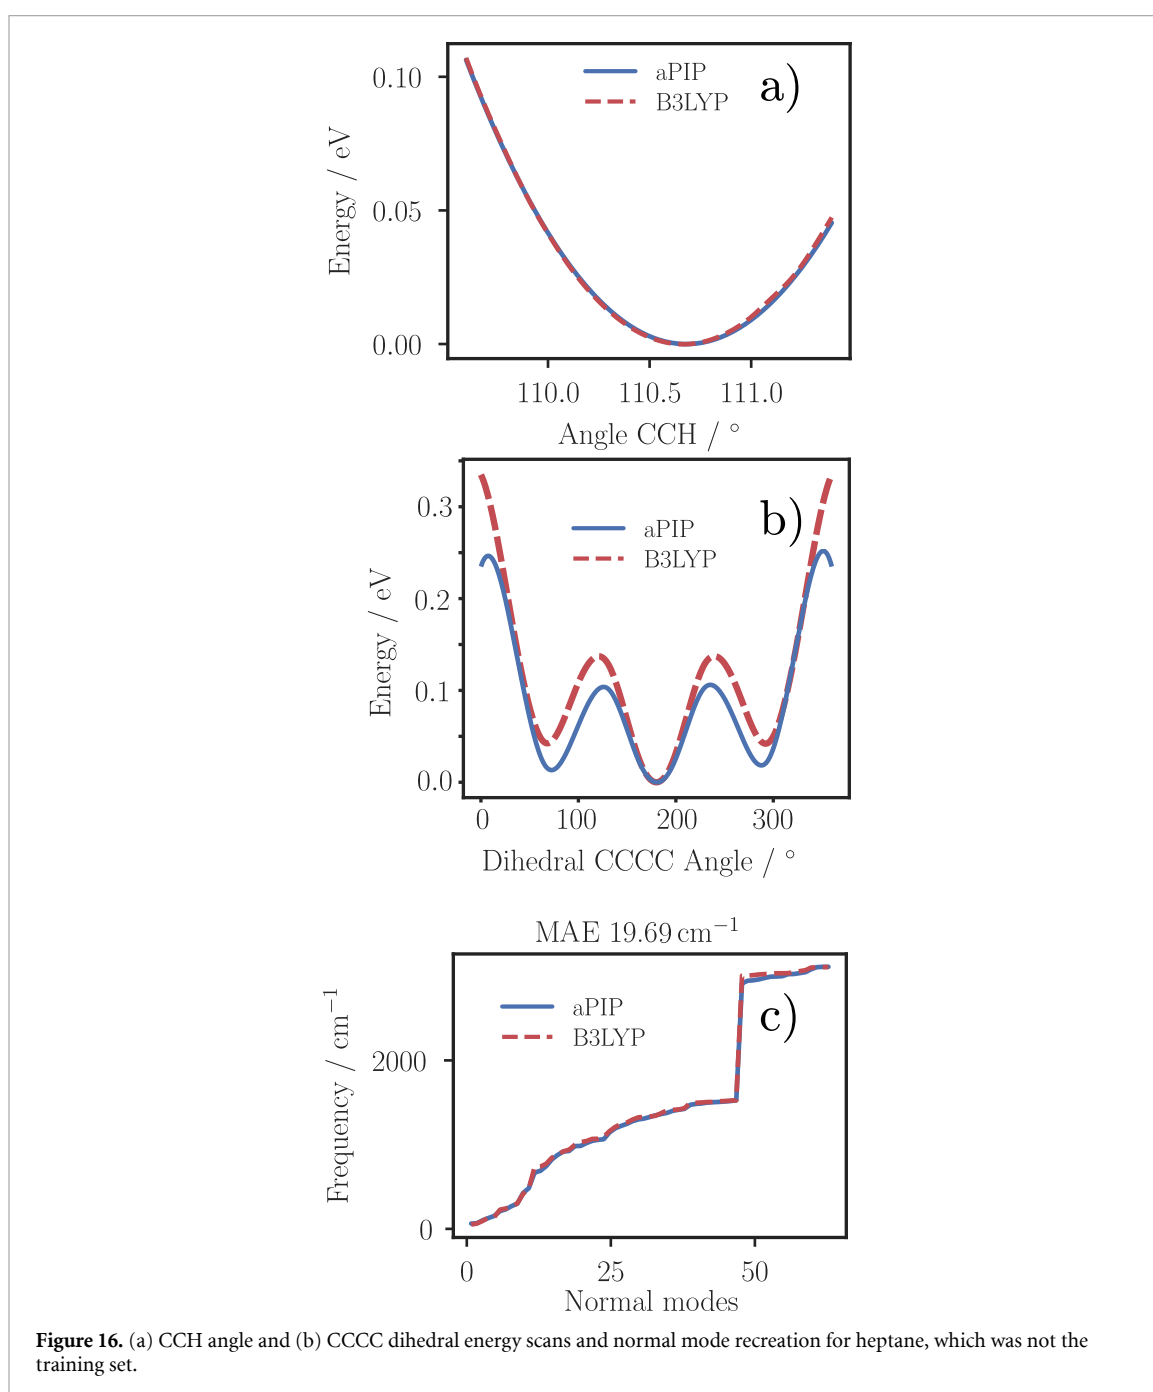 a)
aPIP
B3LYP
0.10
0.05
0.00
Energy / eV
110.0 110.5 111.0
Angle CCH / °
b)
aPIP
B3LYP
0.3
0.2
0.1
0.0
Energy / eV
0 100 200 300
Dihedral CCCC Angle / °
MAE 19.69 cm⁻¹
c)
aPIP
B3LYP
2000
0
Frequency / cm⁻¹
0 25 50
Normal modes
Figure 16. (a) CCH angle and (b) CCCC dihedral energy scans and normal mode recreation for heptane, which was not the
training set.